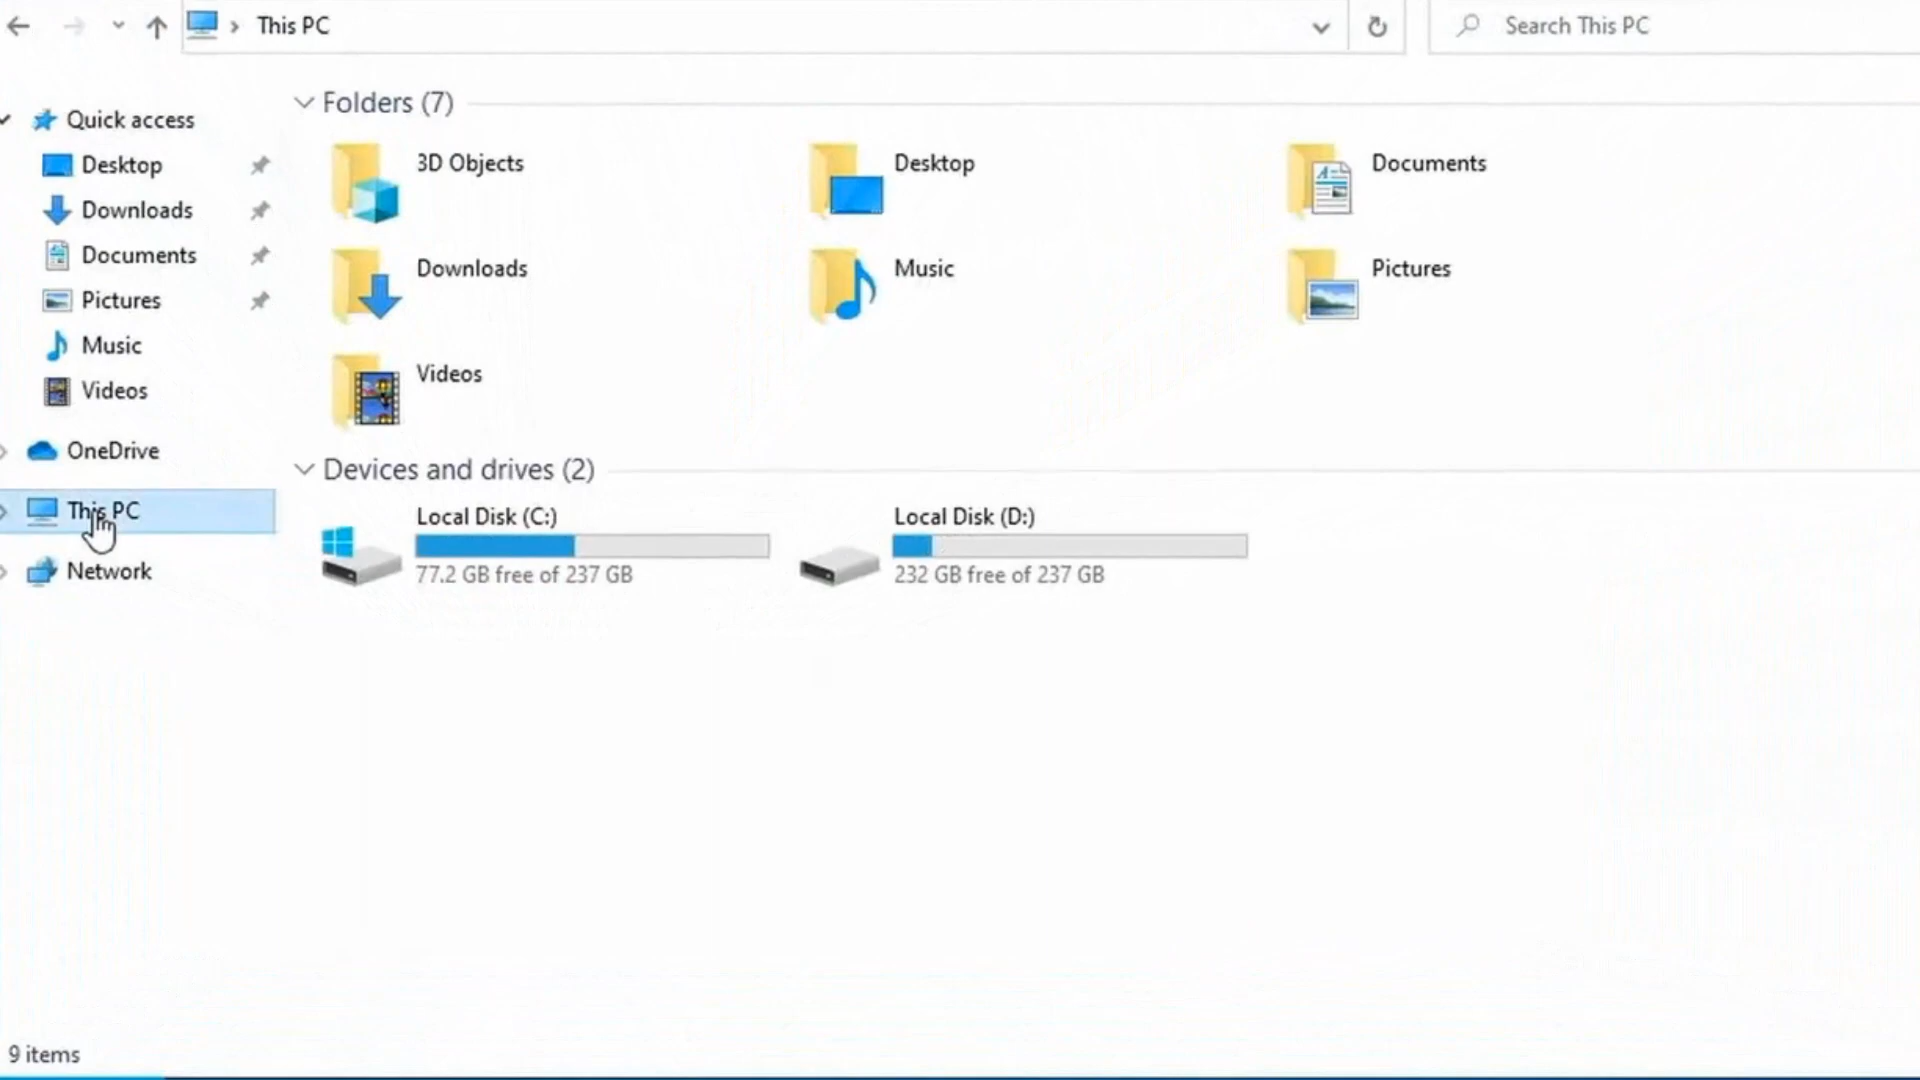 This PC
Search This PC
Quick access
Desktop
Downloads
Documents
Pictures
Music
Videos
OneDrive
This PC
Network
Folders (7)
3D Objects
Desktop
Documents
Downloads
Music
Pictures
Videos
Devices and drives (2)
Local Disk (C:)
77.2 GB free of 237 GB
Local Disk (D:)
232 GB free of 237 GB
9 items